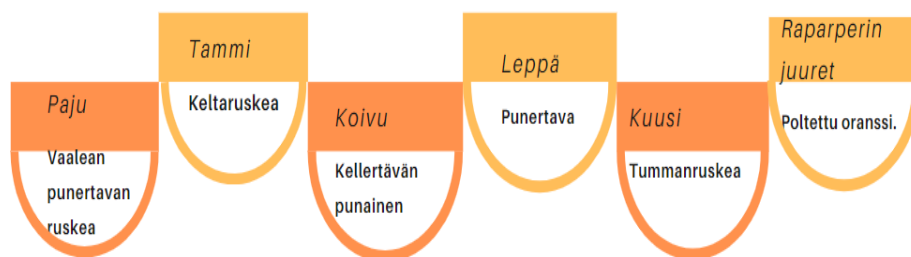 Paju
Vaalean
punertavan
ruskea
Tammi
Keltaruskea
Koivu
Kellertävän
punainen
Leppä
Punertava
Kuusi
Tummanruskea
Raparperin
juuret
Poltettu oranssi.